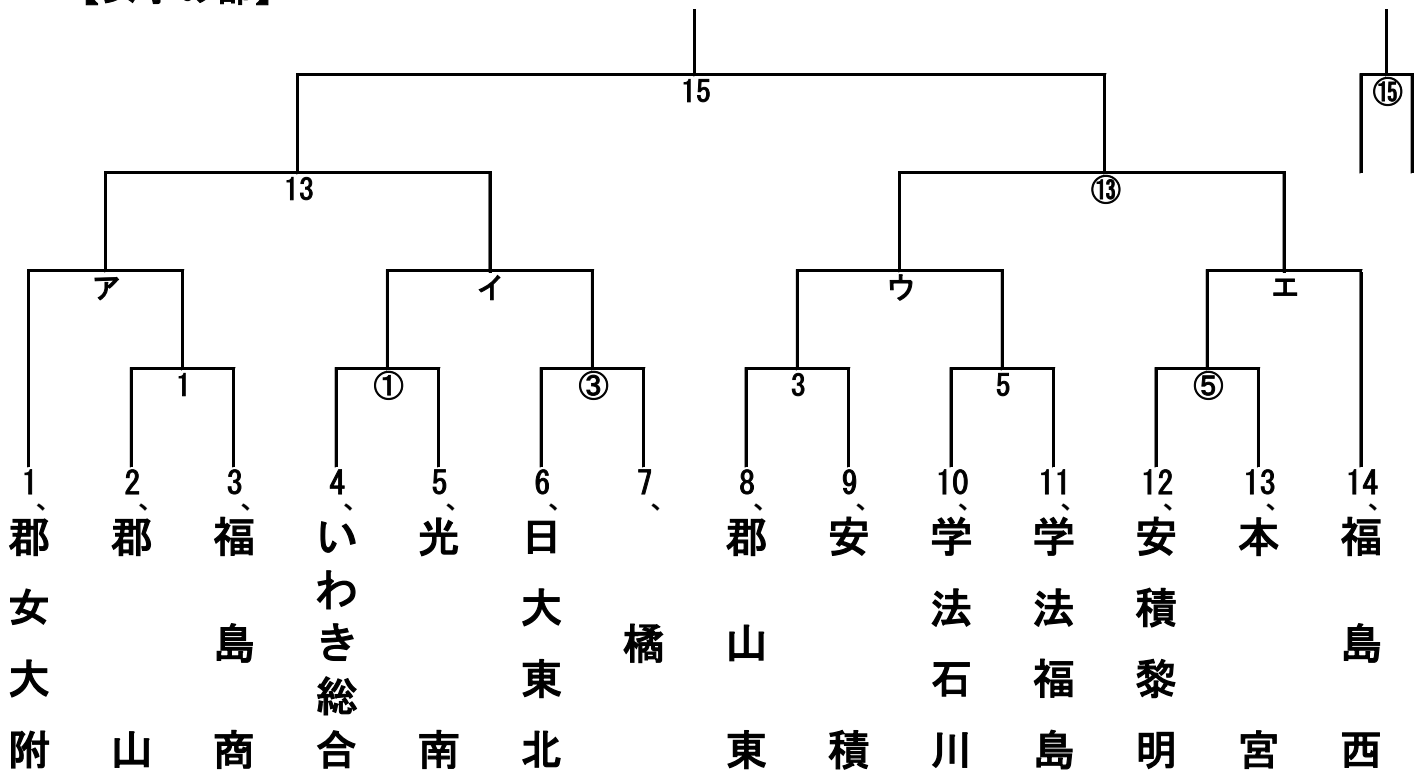 15
⑮
13
⑬
ア
イ
ウ
エ
1
①
③
3
5
⑤
1、郡女大附
2、郡山
3、福島商
4、いわき総合
5、光南
6、日大東北
7、橘
8、郡山東
9、安積
10、学法石川
11、学法福島
12、安積黎明
13、本宮
14、福島西